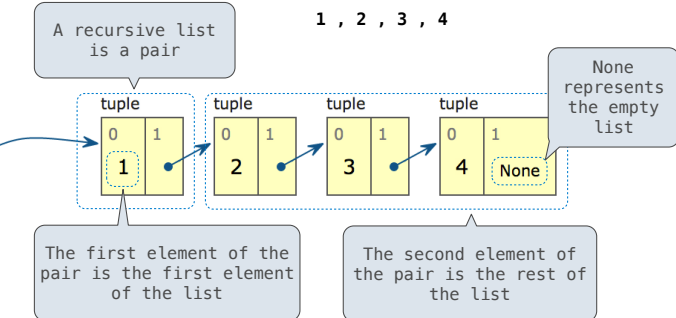 A recursive list
is a pair
1 , 2 , 3 , 4
None
represents
the empty
list
tuple
0 1
1
tuple
0 1
2
tuple
0 1
3
tuple
0 1
4 None
The first element of the
pair is the first element
of the list
The second element of
the pair is the rest of
the list